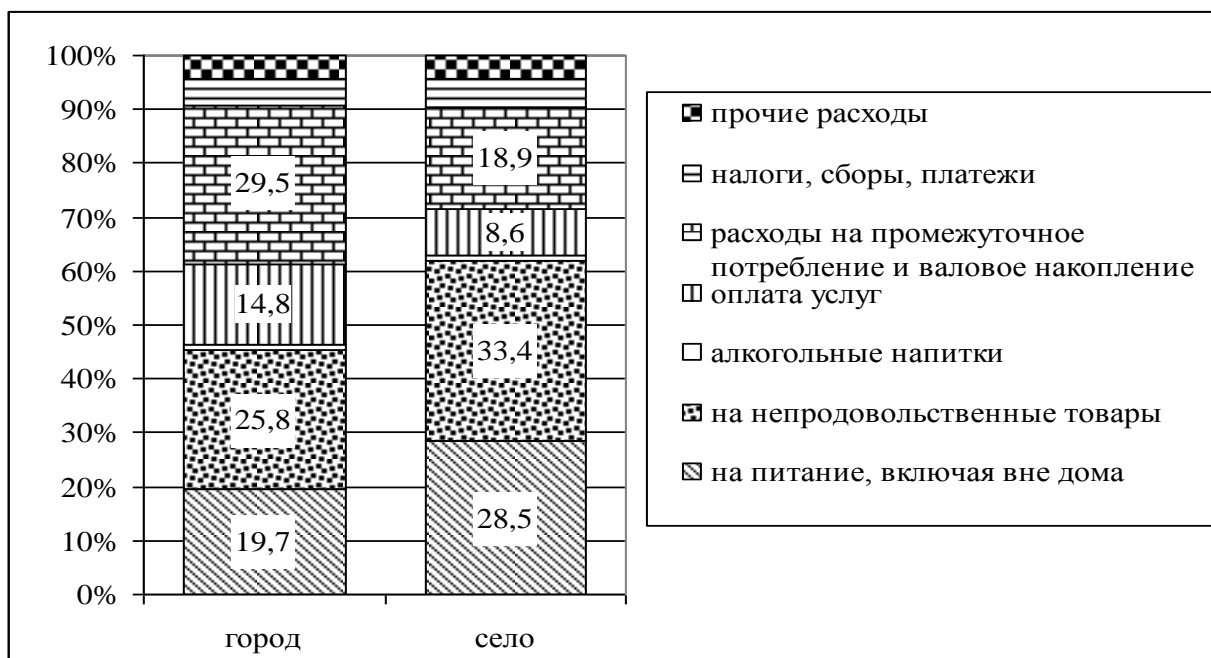 100%
90%
80%
70%
60%
50%
40%
30%
20%
10%
0%
29,5
14,8
25,8
19,7
18,9
8,6
33,4
28,5
город
село
прочие расходы
налоги, сборы, платежи
расходы на промежуточное
потребление и валовое накопление
оплата услуг
алкогольные напитки
на непродовольственные товары
на питание, включая вне дома